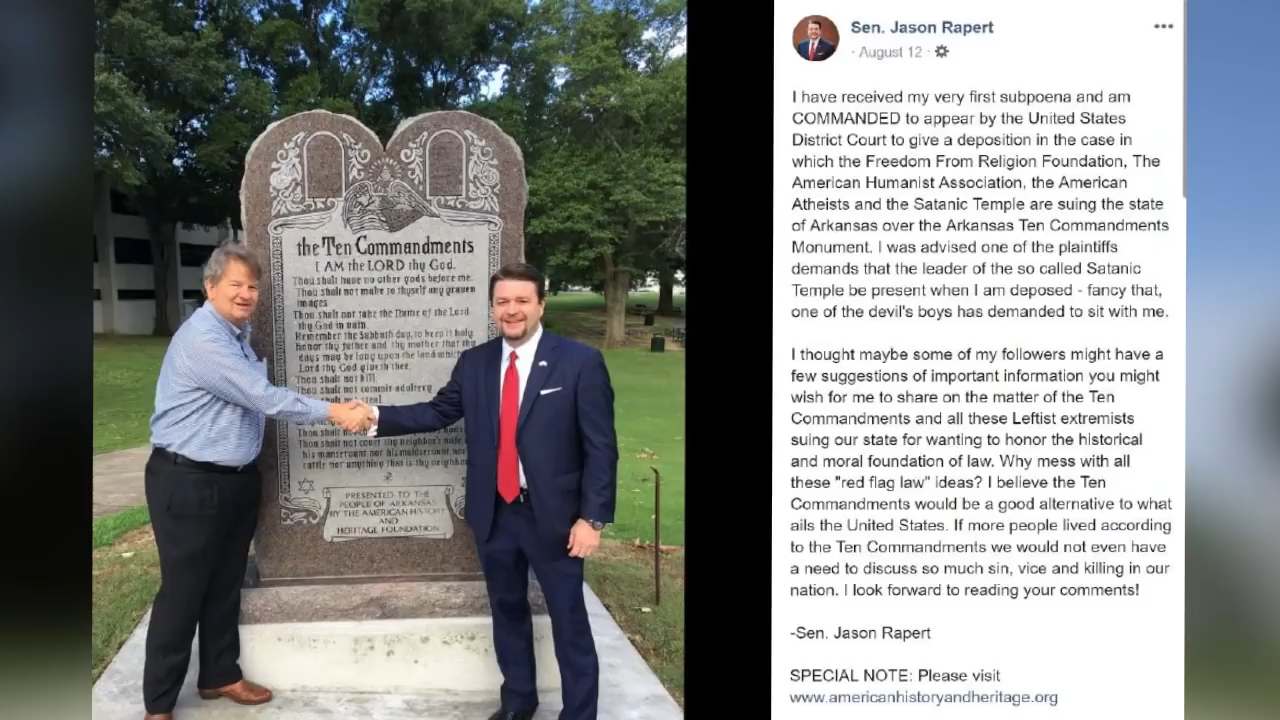 the Ten Commandments
I AM the LORD thy God.
Thou shalt have no other gods before me.
Thou shalt not make to thyself any graven
images.
Thou shalt not take the Name of the Lord
thy God in vain.
Remember the Sabbath day, to keep it holy.
Honor thy father and thy mother that thy
days may be long upon the land which
Lord thy God giveth thee.
Thou shalt not kill.
Thou shalt not commit adultery.
shalt not steal.
Thou shalt not covet thy neighbor's wife
his manservant nor his maidservant nor
cattle nor anything that is thy neighbor
PRESENTED TO THE
PEOPLE OF ARKANSAS
BY THE AMERICAN HISTORY
AND
HERITAGE FOUNDATION
Sen. Jason Rapert
· August 12 ·
I have received my very first subpoena and am
COMMANDED to appear by the United States
District Court to give a deposition in the case in
which the Freedom From Religion Foundation, The
American Humanist Association, the American
Atheists and the Satanic Temple are suing the state
of Arkansas over the Arkansas Ten Commandments
Monument. I was advised one of the plaintiffs
demands that the leader of the so called Satanic
Temple be present when I am deposed - fancy that,
one of the devil's boys has demanded to sit with me.
I thought maybe some of my followers might have a
few suggestions of important information you might
wish for me to share on the matter of the Ten
Commandments and all these Leftist extremists
suing our state for wanting to honor the historical
and moral foundation of law. Why mess with all
these "red flag law" ideas? I believe the Ten
Commandments would be a good alternative to what
ails the United States. If more people lived according
to the Ten Commandments we would not even have
a need to discuss so much sin, vice and killing in our
nation. I look forward to reading your comments!
-Sen. Jason Rapert
SPECIAL NOTE: Please visit
www.americanhistoryandheritage.org